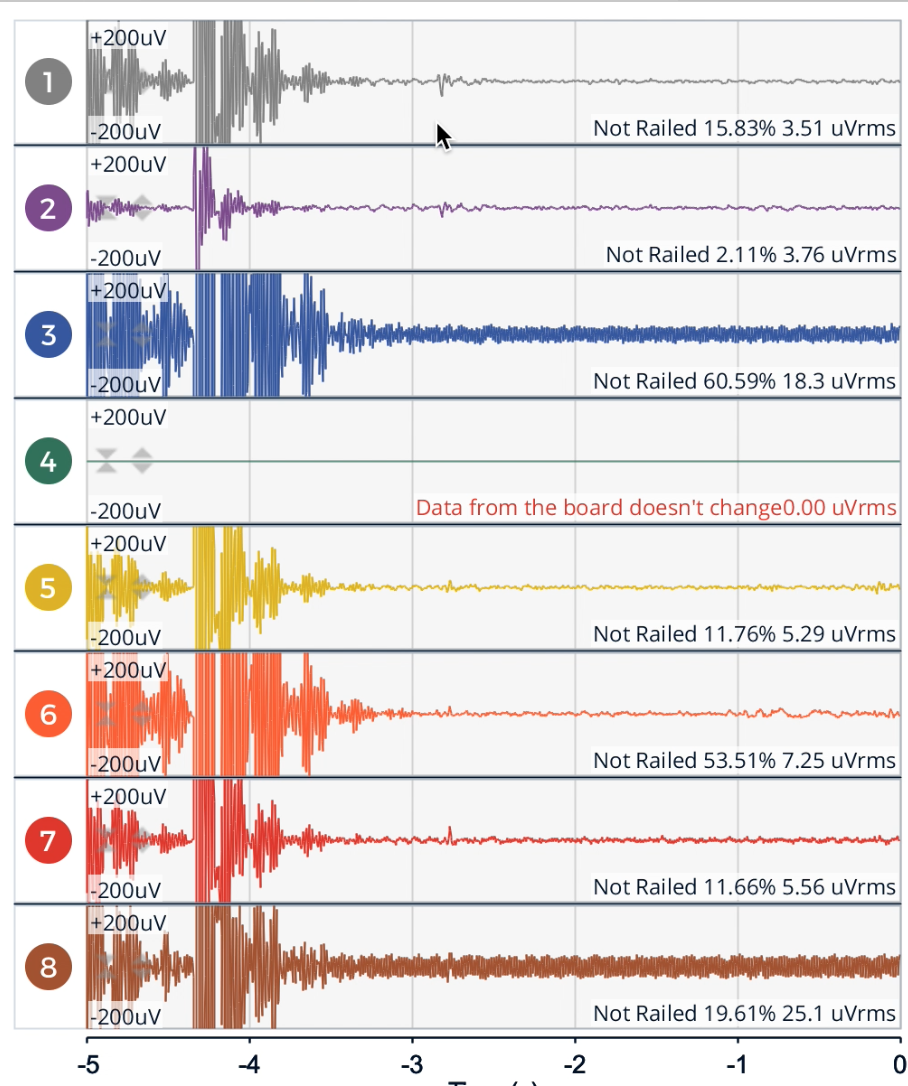 +200uV
1
-200uV
Not Railed 15.83% 3.51 uVrms
+200uV
2
-200uV
Not Railed 2.11% 3.76 uVrms
+200uV
3
-200uV
Not Railed 60.59% 18.3 uVrms
+200uV
4
-200uV
Data from the board doesn't change0.00 uVrms
+200uV
5
-200uV
Not Railed 11.76% 5.29 uVrms
+200uV
6
-200uV
Not Railed 53.51% 7.25 uVrms
+200uV
7
-200uV
Not Railed 11.66% 5.56 uVrms
+200uV
8
-200uV
Not Railed 19.61% 25.1 uVrms
-5 -4 -3 -2 -1 0